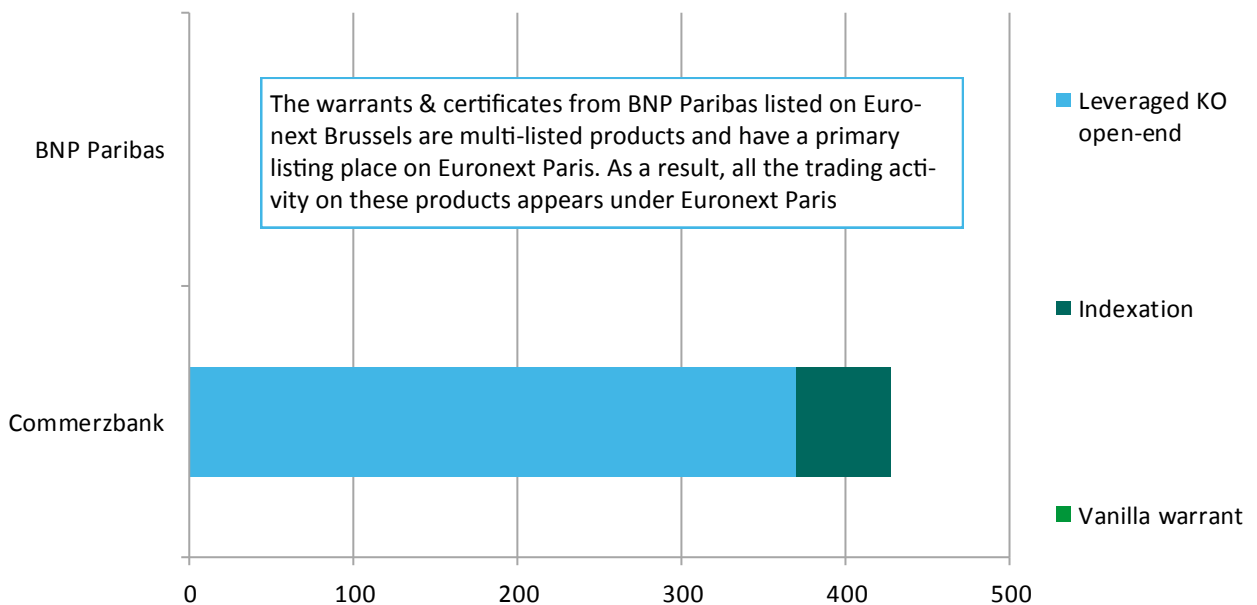 BNP Paribas
Commerzbank
The warrants & certificates from BNP Paribas listed on Euro-
next Brussels are multi-listed products and have a primary
listing place on Euronext Paris. As a result, all the trading acti-
vity on these products appears under Euronext Paris
Leveraged KO
open-end
Indexation
Vanilla warrant
0 100 200 300 400 500